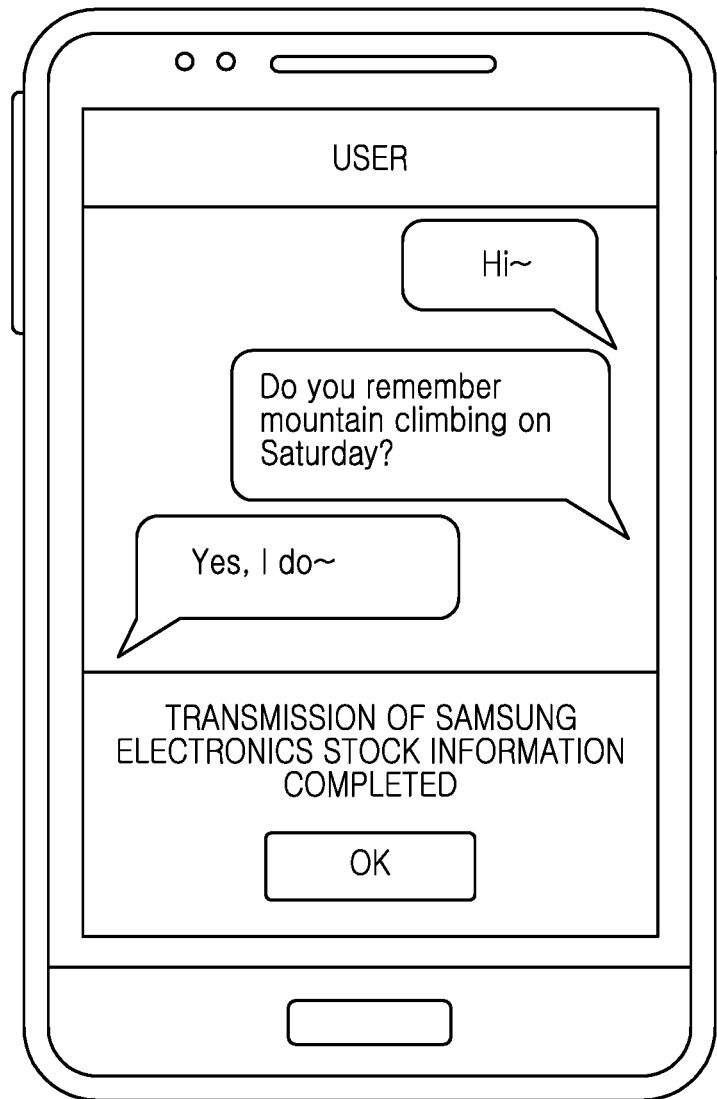 USER
Hi~
Do you remember
mountain climbing on
Saturday?
Yes, I do~
TRANSMISSION OF SAMSUNG
ELECTRONICS STOCK INFORMATION
COMPLETED
OK